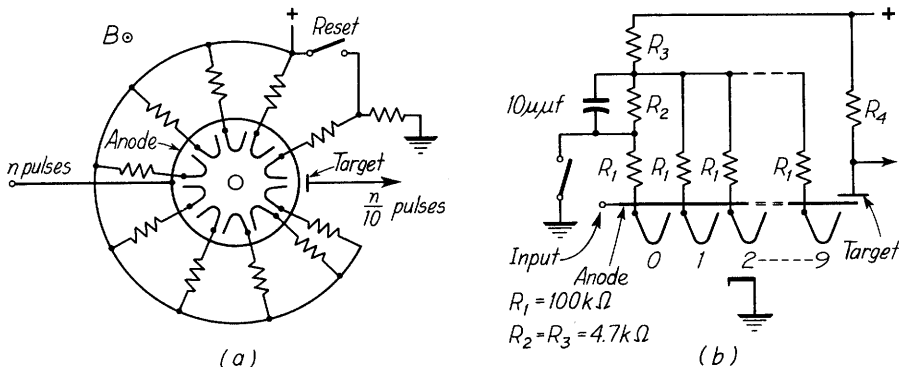 B⊙
+
Reset
Anode
n pulses
Target
n/10 pulses
(a)
+
R₃
10μμf
R₂
R₄
R₁
R₁
R₁
R₁
Input
Anode
0 1 2-----9
Target
R₁ = 100kΩ
R₂ = R₃ = 4.7kΩ
(b)